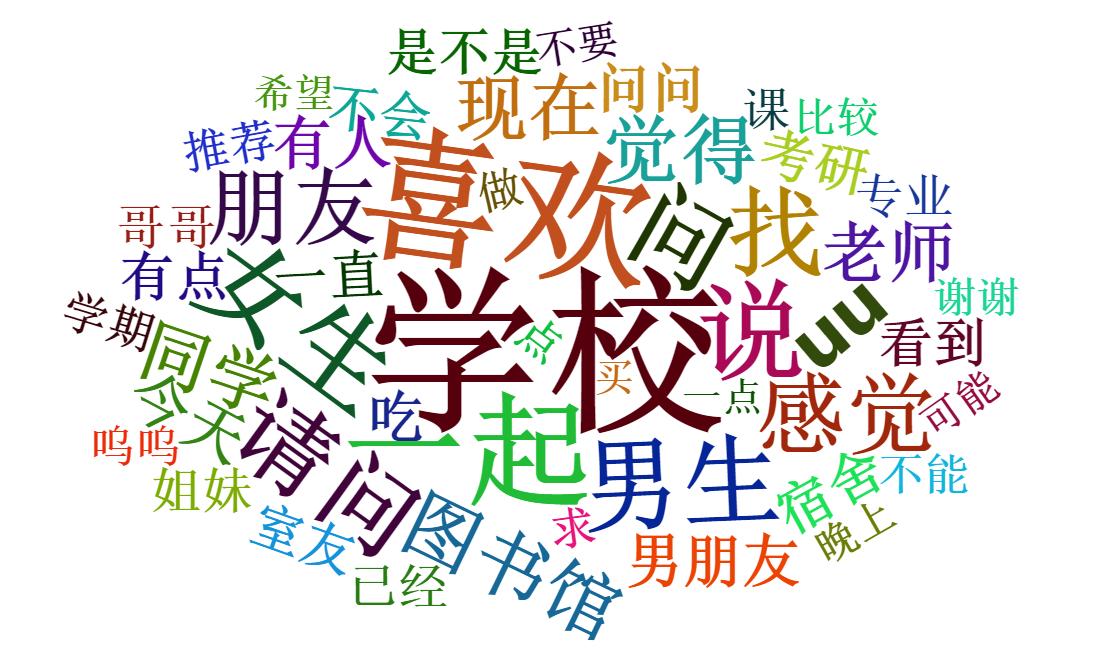 是不是
不要
希望
不会
现在
问问
课
比较
推荐
有人
喜欢
做
觉得
考研
专业
哥哥
朋友
问
找
老师
有点
女生
一直
学校
说
uu
谢谢
学期
同学
点
买
一点
看到
今天
吃
一起
感觉
可能
呜呜
姐妹
请问
男生
宿舍
不能
室友
图书馆
求
晚上
已经
男朋友